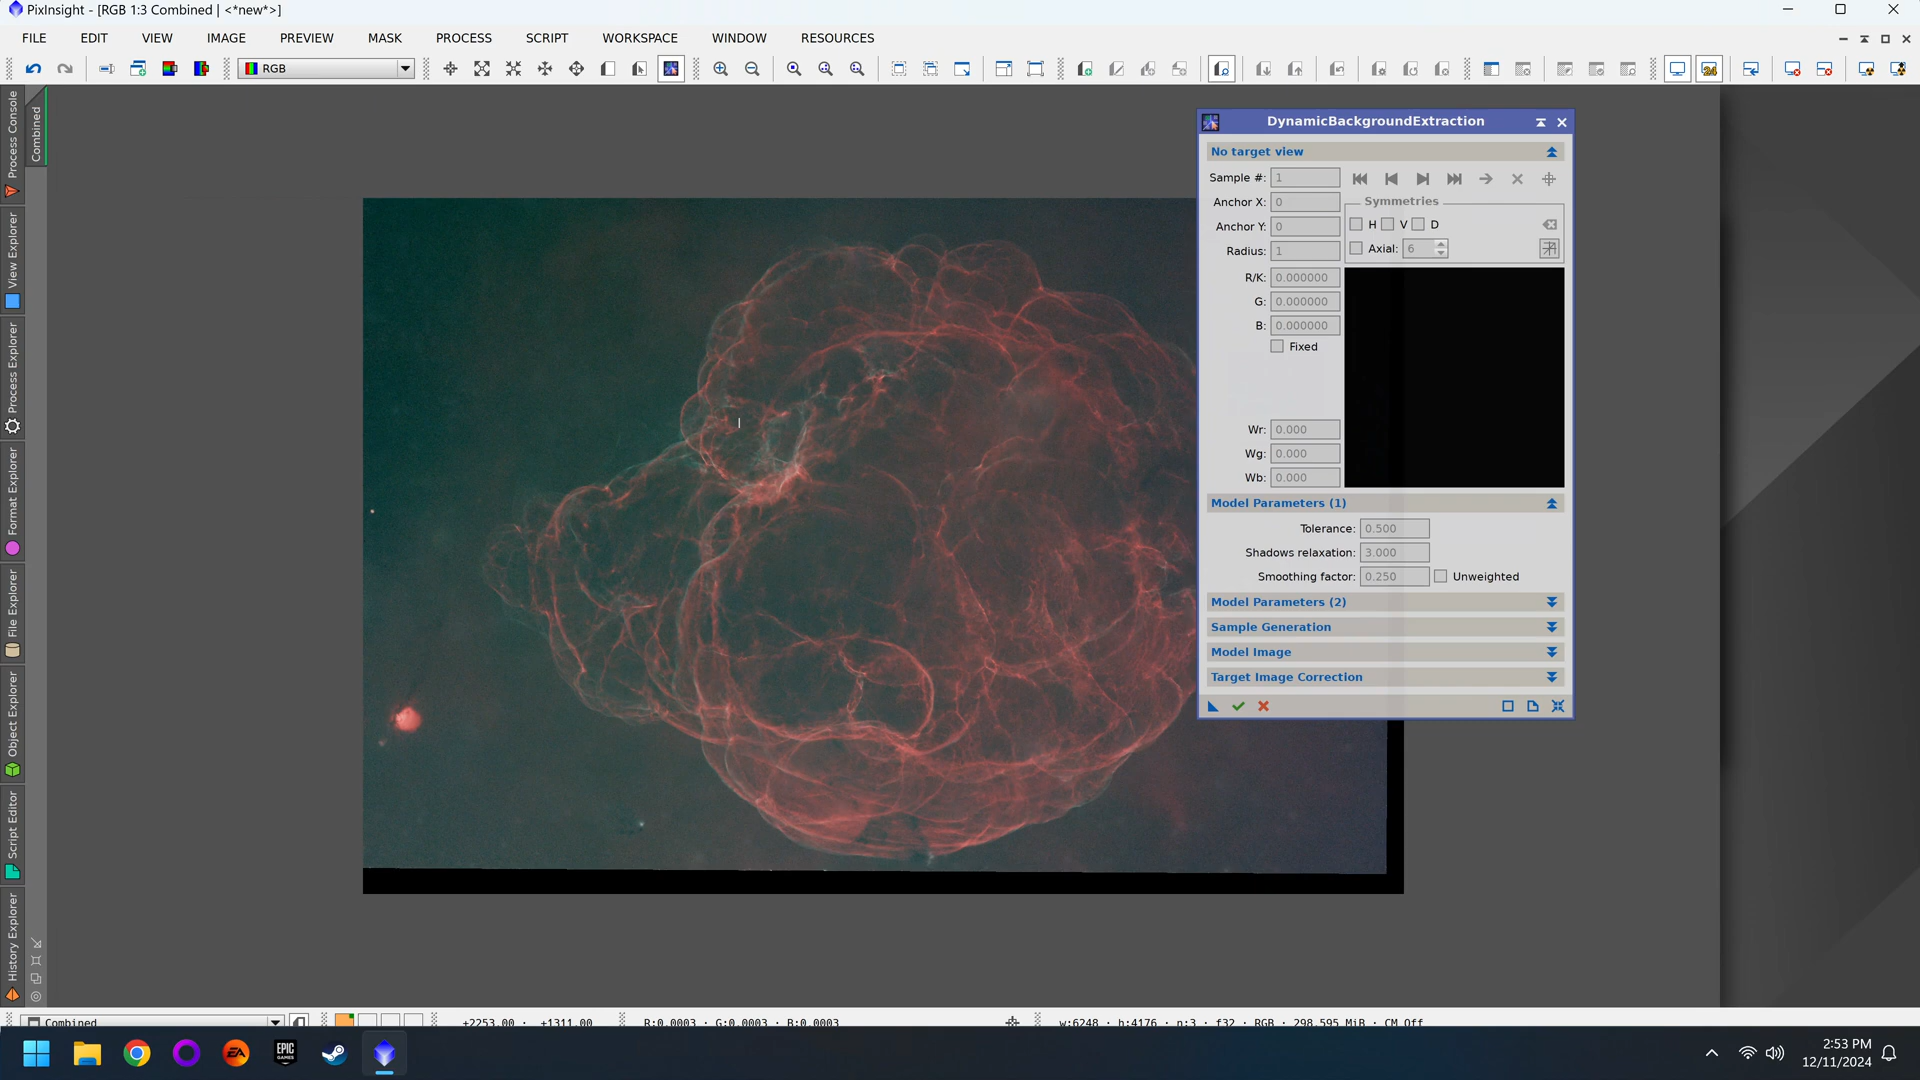 PixInsight - [RGB 1:3 Combined | <*new*>]
FILE EDIT VIEW IMAGE PREVIEW MASK PROCESS SCRIPT WORKSPACE WINDOW RESOURCES
RGB
24
Process Console
View Explorer
Process Explorer
Format Explorer
File Explorer
Object Explorer
Script Editor
History Explorer
Combined
DynamicBackgroundExtraction
No target view
Sample #: 1
Anchor X: 0
Anchor Y: 0
Radius: 1
Symmetries
H V D
Axial: 6
R/K: 0.000000
G: 0.000000
B: 0.000000
Fixed
Wr: 0.000
Wg: 0.000
Wb: 0.000
Model Parameters (1)
Tolerance: 0.500
Shadows relaxation: 3.000
Smoothing factor: 0.250 Unweighted
Model Parameters (2)
Sample Generation
Model Image
Target Image Correction
Combined
+2253.00 · +1311.00
R:0.0003 · G:0.0003 · B:0.0003
w:6248 · h:4176 · n:3 · f32 · RGB · 298.595 MiB · CM Off
EA
EPIC
GAMES
2:53 PM
12/11/2024